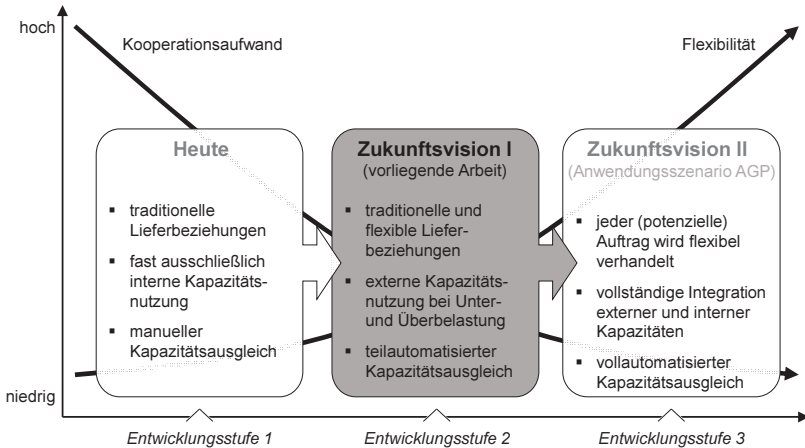 hoch
Kooperationsaufwand
Flexibilität
Heute
▪ traditionelle
Lieferbeziehungen
▪ fast ausschließlich
interne Kapazitäts-
nutzung
▪ manueller
Kapazitätsausgleich
Zukunftsvision I
(vorliegende Arbeit)
▪ traditionelle und
flexible Liefer-
beziehungen
▪ externe Kapazitäts-
nutzung bei Unter-
und Überbelastung
▪ teilautomatisierter
Kapazitätsausgleich
Zukunftsvision II
(Anwendungsszenario AGP)
▪ jeder (potenzielle)
Auftrag wird flexibel
verhandelt
▪ vollständige Integration
externer und interner
Kapazitäten
▪ vollautomatisierter
Kapazitätsausgleich
niedrig
Entwicklungsstufe 1
Entwicklungsstufe 2
Entwicklungsstufe 3